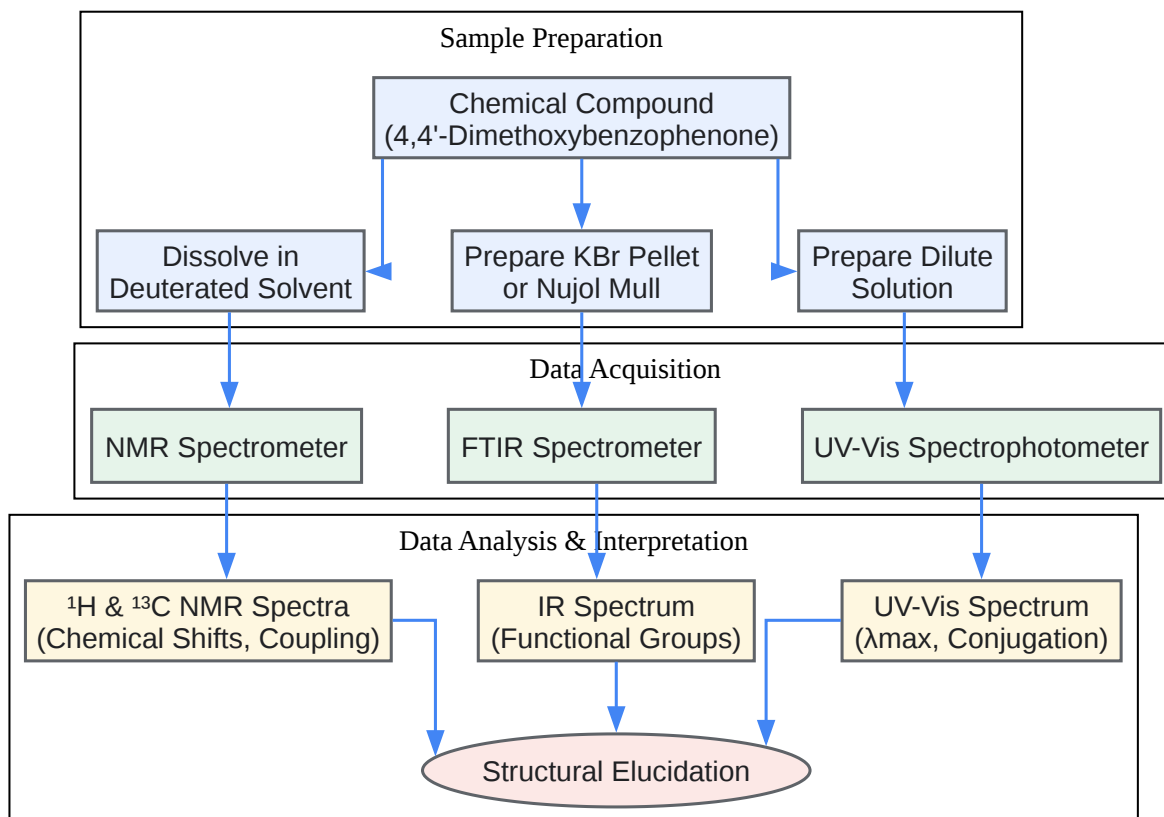 Sample Preparation
Chemical Compound
(4,4'-Dimethoxybenzophenone)
Dissolve in
Deuterated Solvent
Prepare KBr Pellet
or Nujol Mull
Prepare Dilute
Solution
Data Acquisition
NMR Spectrometer
FTIR Spectrometer
UV-Vis Spectrophotometer
Data Analysis & Interpretation
¹H & ¹³C NMR Spectra
(Chemical Shifts, Coupling)
IR Spectrum
(Functional Groups)
UV-Vis Spectrum
(λmax, Conjugation)
Structural Elucidation